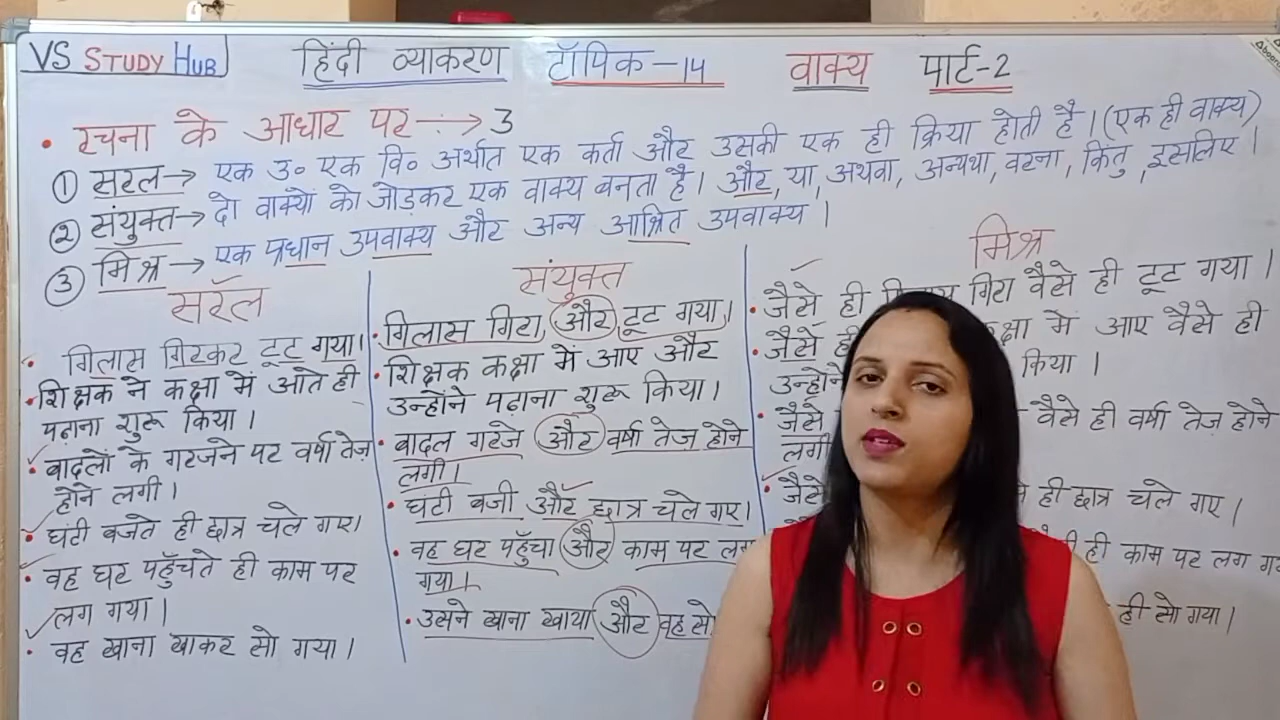 VS STUDY HUB
हिंदी व्याकरण टॉपिक-14 वाक्य पार्ट-2
• रचना के आधार पर → 3
① सरल → एक उ० एक वि० अर्थात एक कर्ता और उसकी एक ही क्रिया होती है। (एक ही वाक्य)
② संयुक्त → दो वाक्यों को जोड़कर एक वाक्य बनता है। और, या, अथवा, अन्यथा, वरना, किंतु, इसलिए।
③ मिश्र → एक प्रधान उपवाक्य और अन्य आश्रित उपवाक्य।
सरल
• गिलास गिरकर टूट गया।
• शिक्षक ने कक्षा में आते ही
पढाना शुरू किया।
• बादलों के गरजने पर वर्षा तेज़
होने लगी।
• घंटी बजते ही छात्र चले गए।
• वह घर पहुँचते ही काम पर
लग गया।
• वह खाना खाकर सो गया।
संयुक्त
• गिलास गिरा, और टूट गया।
• शिक्षक कक्षा में आए और
उन्होंने पढाना शुरू किया।
• बादल गरजे और वर्षा तेज़ होने
लगी।
• घंटी बजी और छात्र चले गए।
• वह घर पहुँचा और काम पर
गया।
• उसने खाना खाया और वह सो
मिश्र
• जैसे ही गिरा वैसे ही टूट गया।
• जैसे में आए वैसे ही
किया।
• जैसे वैसे ही वर्षा तेज़ होने
लगी
• जैसे ही छात्र चले गए।
ही काम पर लग
ही सो गया।